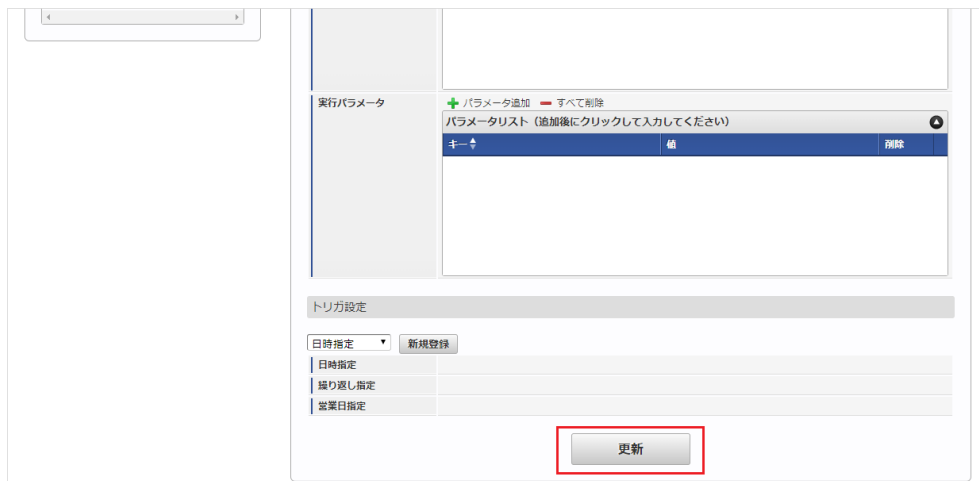 実行パラメータ
パラメータ追加 すべて削除
パラメータリスト（追加後にクリックして入力してください）
キー 値 削除
トリガ設定
日時指定 新規登録
日時指定
繰り返し指定
営業日指定
更新